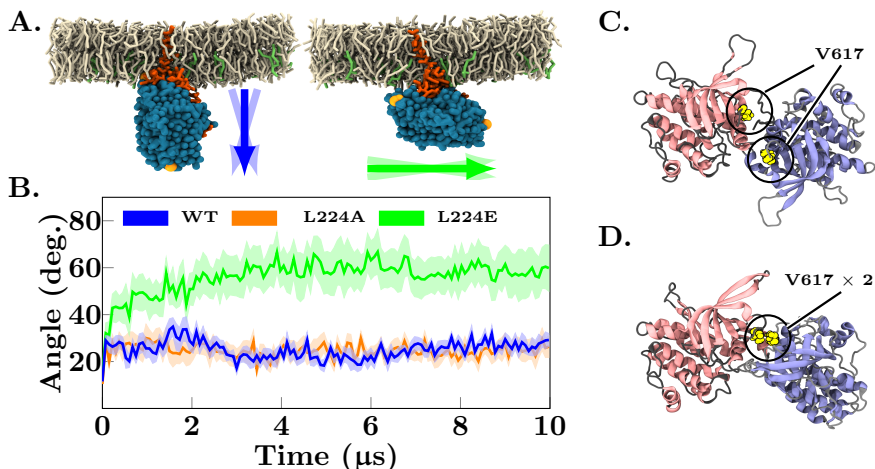 A.
B.
WT L224A L224E
Angle (deg.)
80
60
40
20
0 2 4 6 8 10
Time (μs)
C.
V617
D.
V617 × 2